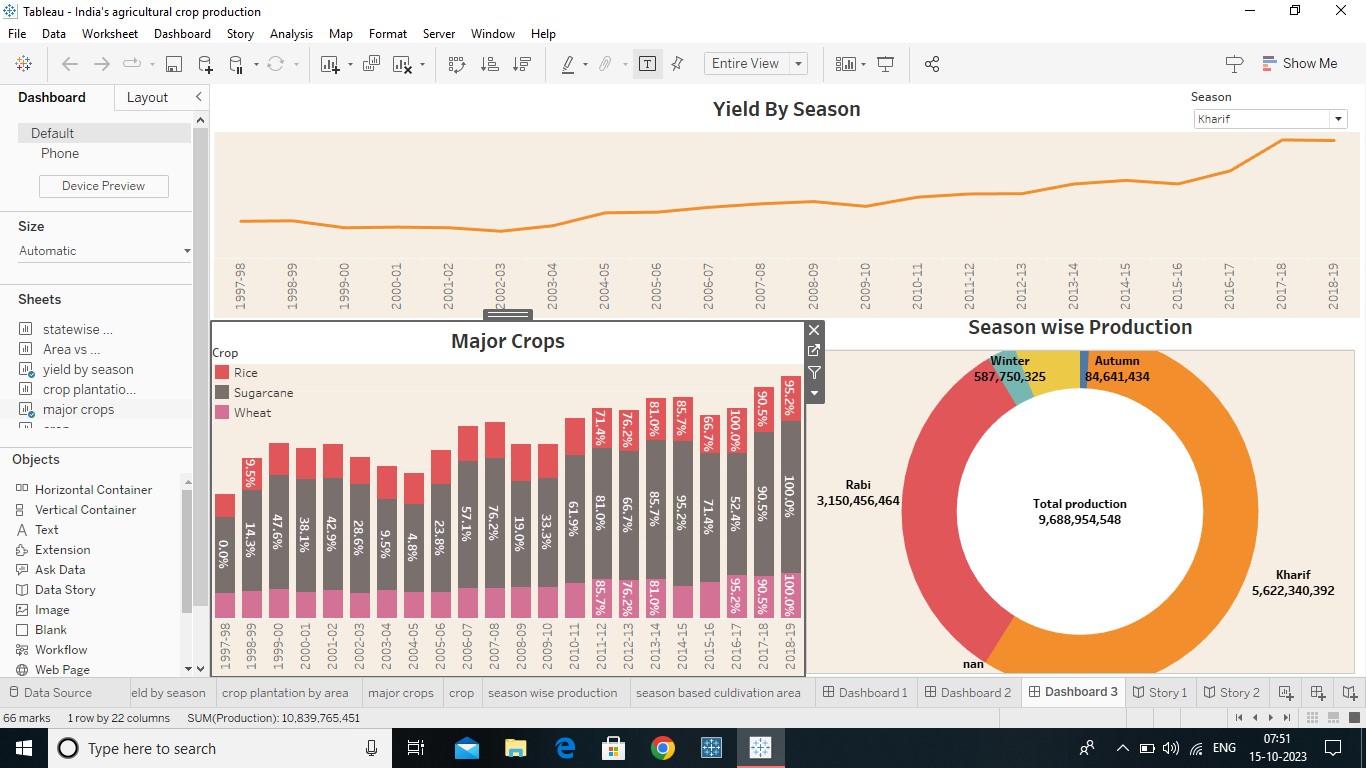 Tableau - India's agricultural crop production
File Data Worksheet Dashboard Story Analysis Map Format Server Window Help
Entire View
Show Me
Dashboard Layout
Default
Phone
Device Preview
Size
Automatic
Sheets
statewise ...
Area vs ...
yield by season
crop plantatio...
major crops
Objects
Horizontal Container
Vertical Container
Text
Extension
Ask Data
Data Story
Image
Blank
Workflow
Web Page
Yield By Season
Season
Kharif
1997-98 1998-99 1999-00 2000-01 2001-02 2002-03 2003-04 2004-05 2005-06 2006-07 2007-08 2008-09 2009-10 2010-11 2011-12 2012-13 2013-14 2014-15 2015-16 2016-17 2017-18 2018-19
Major Crops
Crop
Rice
Sugarcane
Wheat
9.5% 71.4% 76.2% 81.0% 85.7% 66.7% 100.0% 90.5% 95.2%
0.0% 14.3% 47.6% 38.1% 42.9% 28.6% 9.5% 4.8% 23.8% 57.1% 76.2% 19.0% 33.3% 61.9% 81.0% 66.7% 85.7% 95.2% 71.4% 52.4% 90.5% 100.0%
85.7% 76.2% 81.0% 95.2% 90.5% 100.0%
1997-98 1998-99 1999-00 2000-01 2001-02 2002-03 2003-04 2004-05 2005-06 2006-07 2007-08 2008-09 2009-10 2010-11 2011-12 2012-13 2013-14 2014-15 2015-16 2016-17 2017-18 2018-19
Season wise Production
Winter
587,750,325
Autumn
84,641,434
Rabi
3,150,456,464
Total production
9,688,954,548
Kharif
5,622,340,392
nan
Data Source eld by season crop plantation by area major crops crop season wise production season based culdivation area Dashboard 1 Dashboard 2 Dashboard 3 Story 1 Story 2
66 marks 1 row by 22 columns SUM(Production): 10,839,765,451
Type here to search
ENG
07:51
15-10-2023